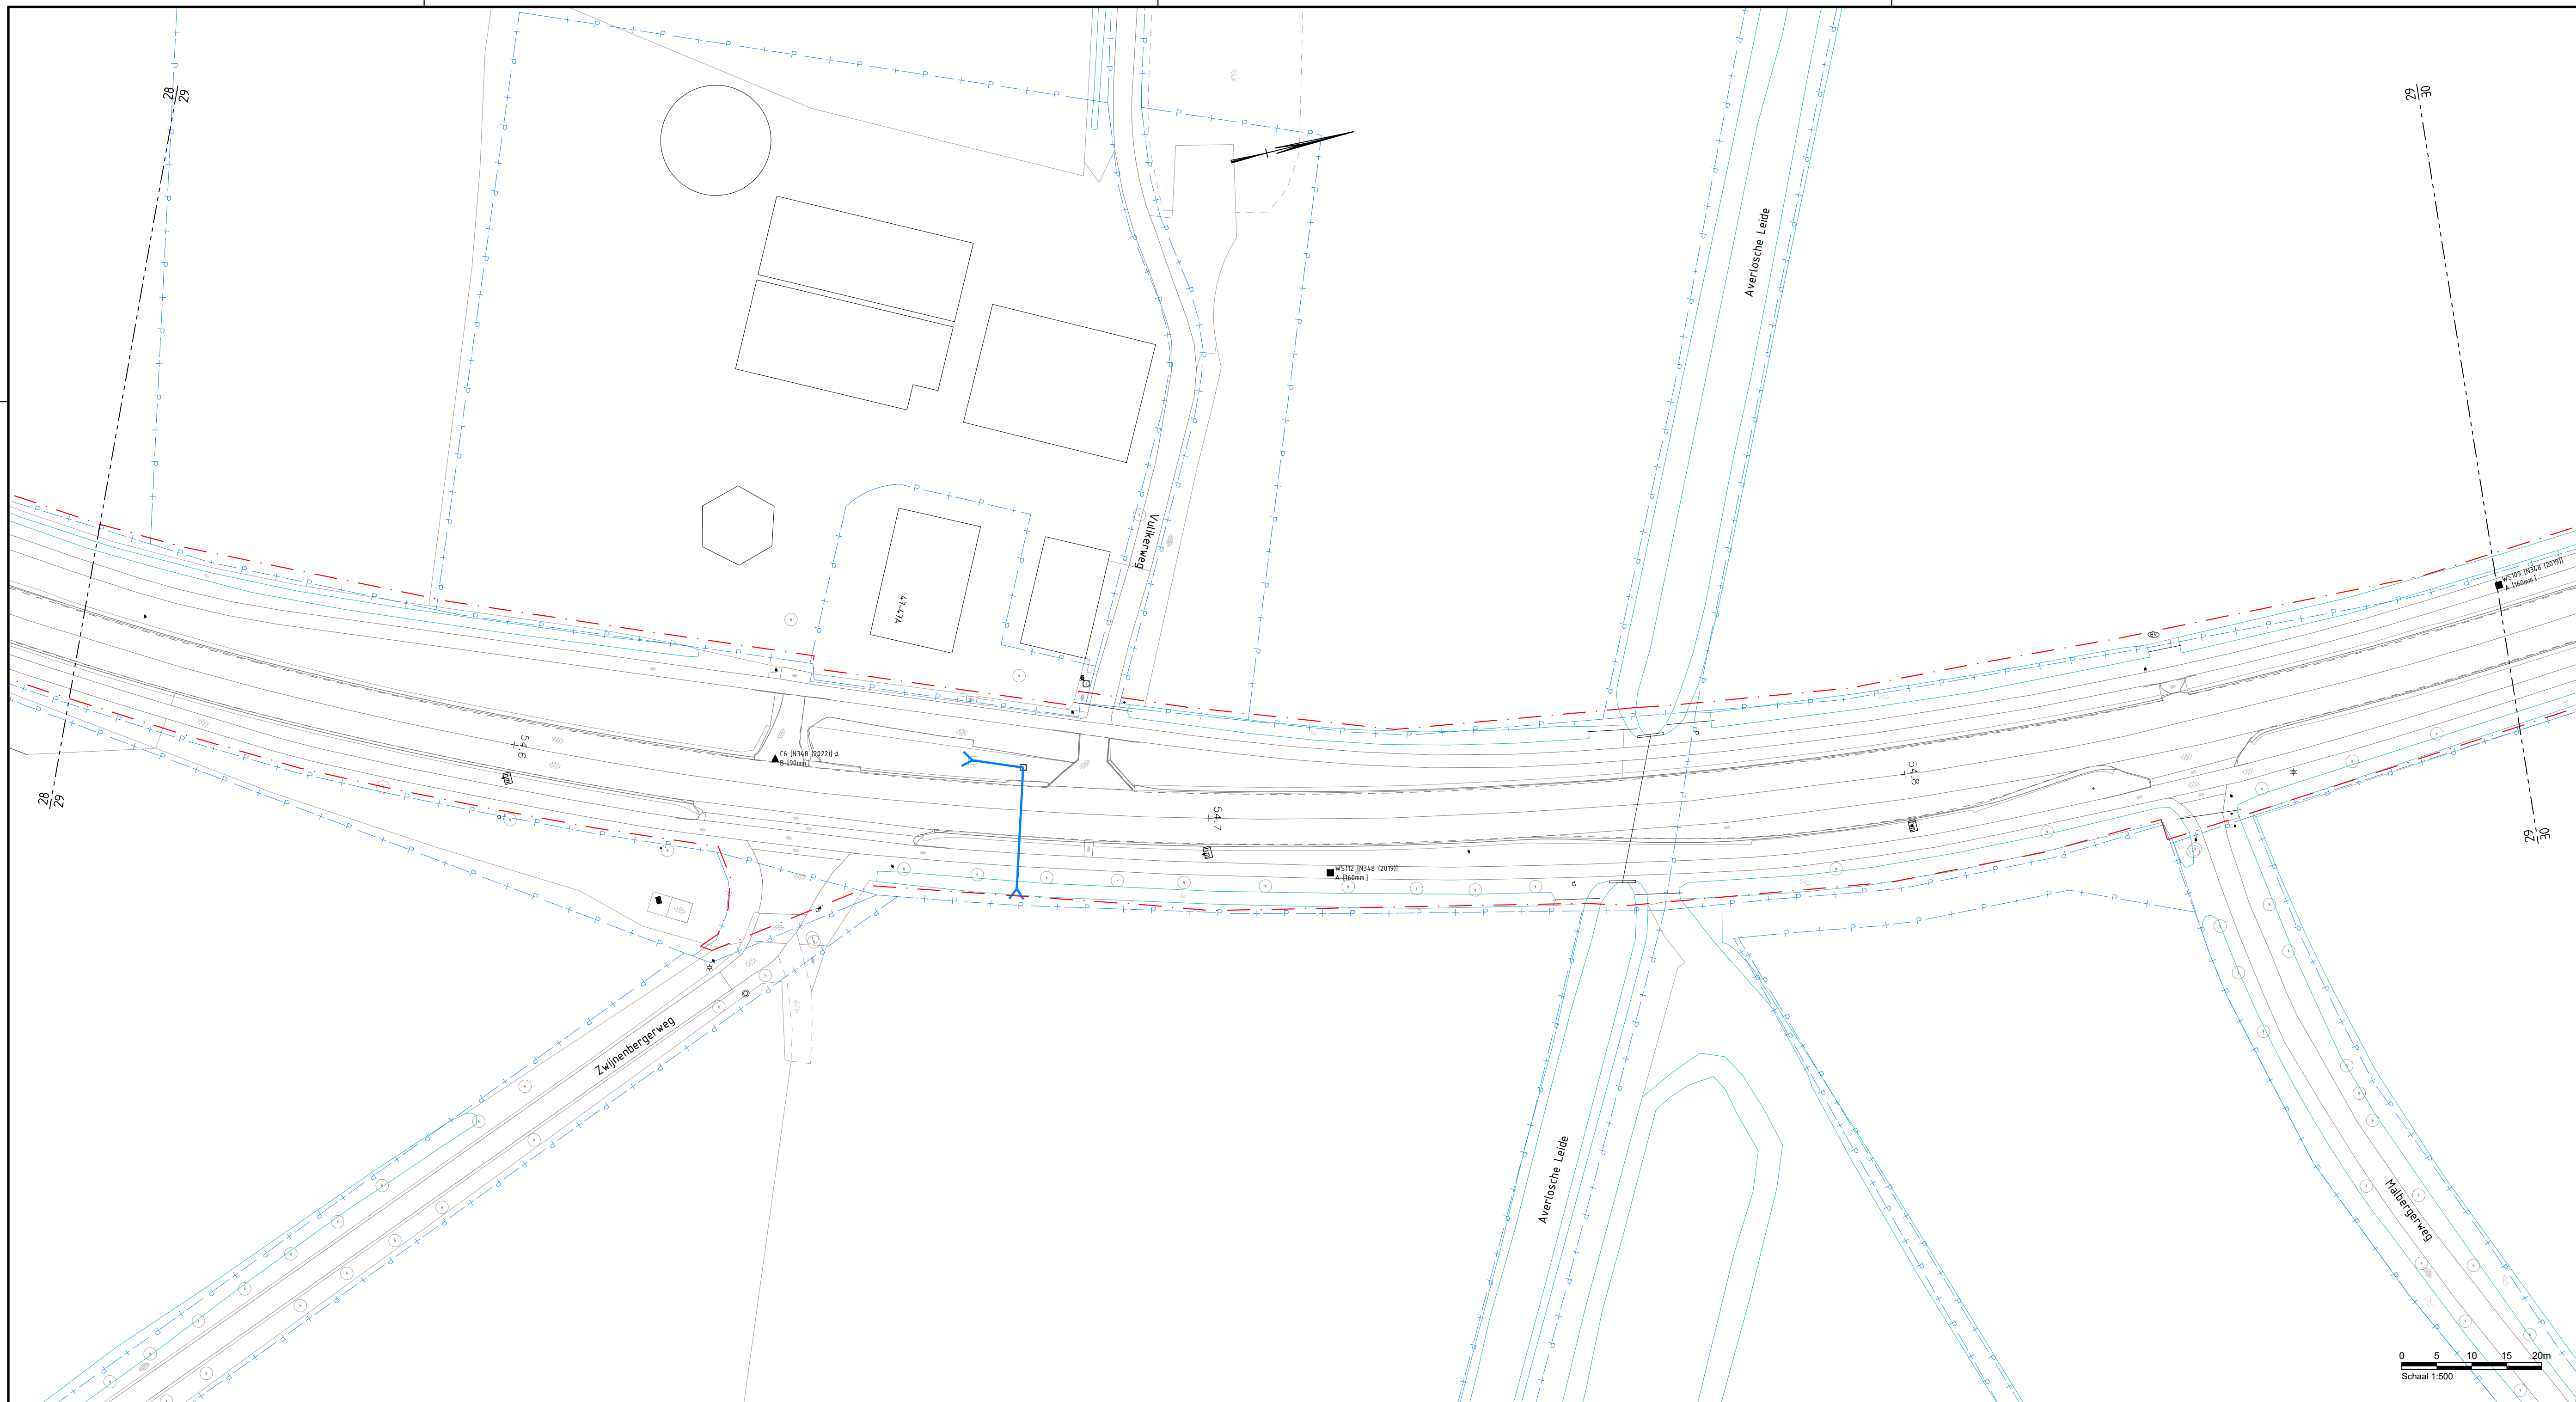 28
29
29
30
Averlosche Leide
Vullikerweg
47-47A
WS109 [N348 (2019)]
A [160mm.]
54.6
C6 [N348 (2022)]
B [90mm.]
54.7
54.8
28
29
29
30
WS112 [N348 (2019)]
A [160mm.]
Zwijnenbergerweg
Averlosche Leide
Malbergerweg
0 5 10 15 20m
Schaal 1:500